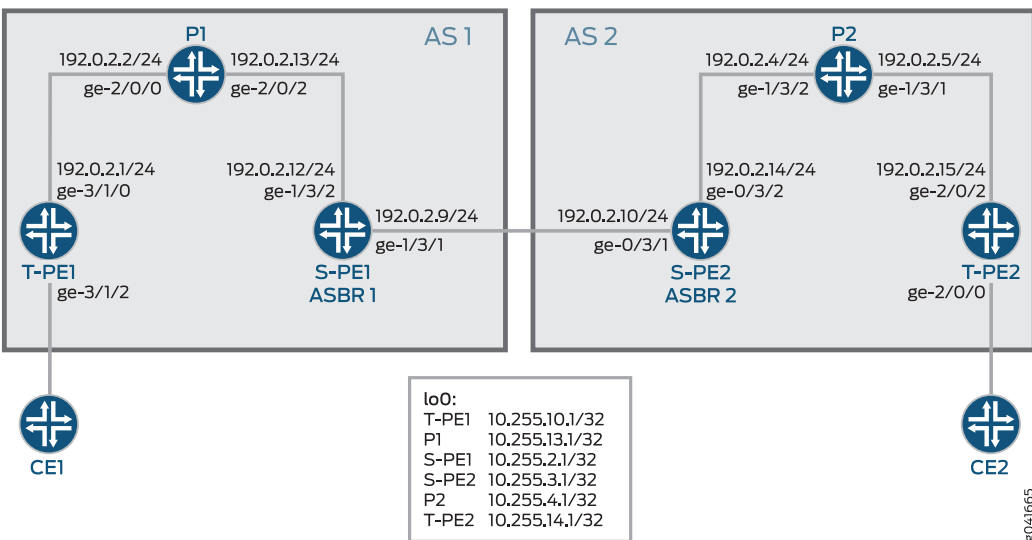 AS 1
P1
192.0.2.2/24
192.0.2.13/24
ge-2/0/0
ge-2/0/2
192.0.2.1/24
ge-3/1/0
192.0.2.12/24
ge-1/3/2
192.0.2.9/24
ge-1/3/1
T-PE1
S-PE1
ASBR 1
ge-3/1/2
CE1
AS 2
P2
192.0.2.4/24
192.0.2.5/24
ge-1/3/2
ge-1/3/1
192.0.2.14/24
ge-0/3/2
192.0.2.15/24
ge-2/0/2
192.0.2.10/24
ge-0/3/1
S-PE2
ASBR 2
T-PE2
ge-2/0/0
CE2
lo0:
T-PE1 10.255.10.1/32
P1 10.255.13.1/32
S-PE1 10.255.2.1/32
S-PE2 10.255.3.1/32
P2 10.255.4.1/32
T-PE2 10.255.14.1/32
g041665